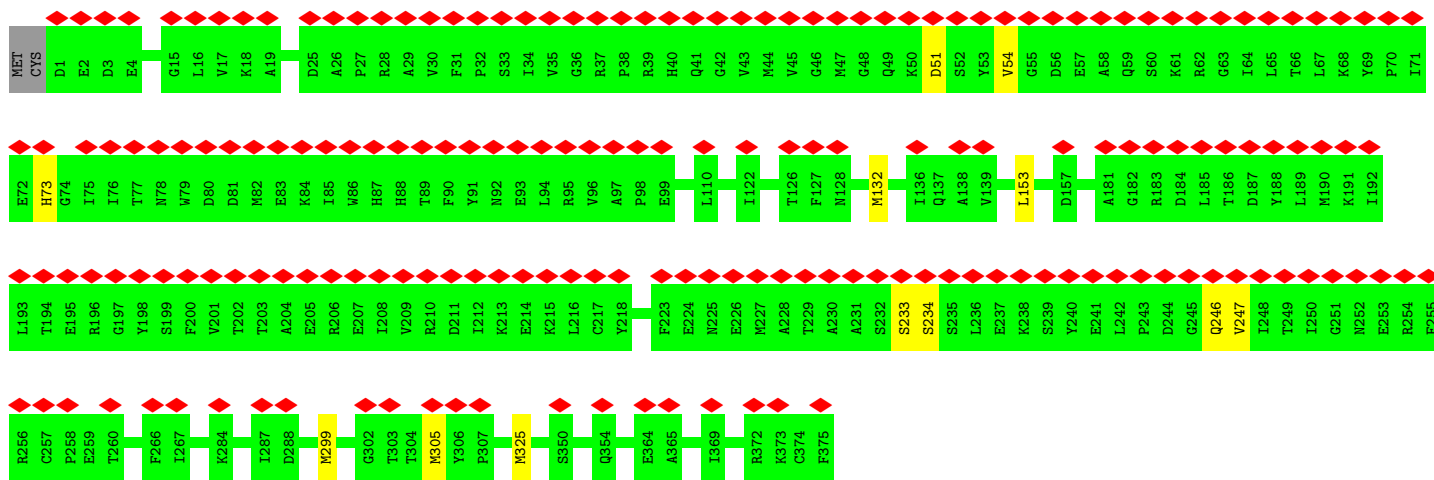 MET CYS D1 E2 D3 E4 G15 L16 V17 K18 A19 D25 A26 P27 R28 A29 V30 F31 P32 S33 I34 V35 G36 R37 P38 R39 H40 Q41 G42 V43 M44 V45 G46 M47 G48 Q49 K50 D51 S52 Y53 V54 G55 D56 E57 A58 Q59 S60 K61 R62 G63 I64 L65 T66 L67 K68 Y69 P70 I71
E72 H73 G74 I75 I76 T77 N78 W79 D80 D81 M82 E83 K84 I85 W86 H87 H88 T89 F90 Y91 N92 E93 L94 R95 V96 A97 P98 E99 L110 I122 T126 F127 N128 M132 I136 Q137 A138 V139 L153 D157 A181 G182 R183 D184 L185 T186 D187 Y188 L189 M190 K191 I192
L193 T194 E195 R196 G197 Y198 S199 F200 V201 T202 T203 A204 E205 R206 E207 I208 V209 R210 D211 I212 K213 E214 K215 L216 C217 Y218 F223 E224 N225 E226 M227 A228 T229 A230 A231 S232 S233 S234 S235 L236 E237 K238 S239 Y240 E241 L242 P243 D244 G245 Q246 V247 I248 T249 I250 G251 N252 E253 R254 F255
R256 C257 P258 E259 T260 F266 I267 K284 I287 D288 M299 G302 T303 T304 M305 Y306 P307 M325 S350 Q354 E364 A365 I369 R372 K373 C374 F375